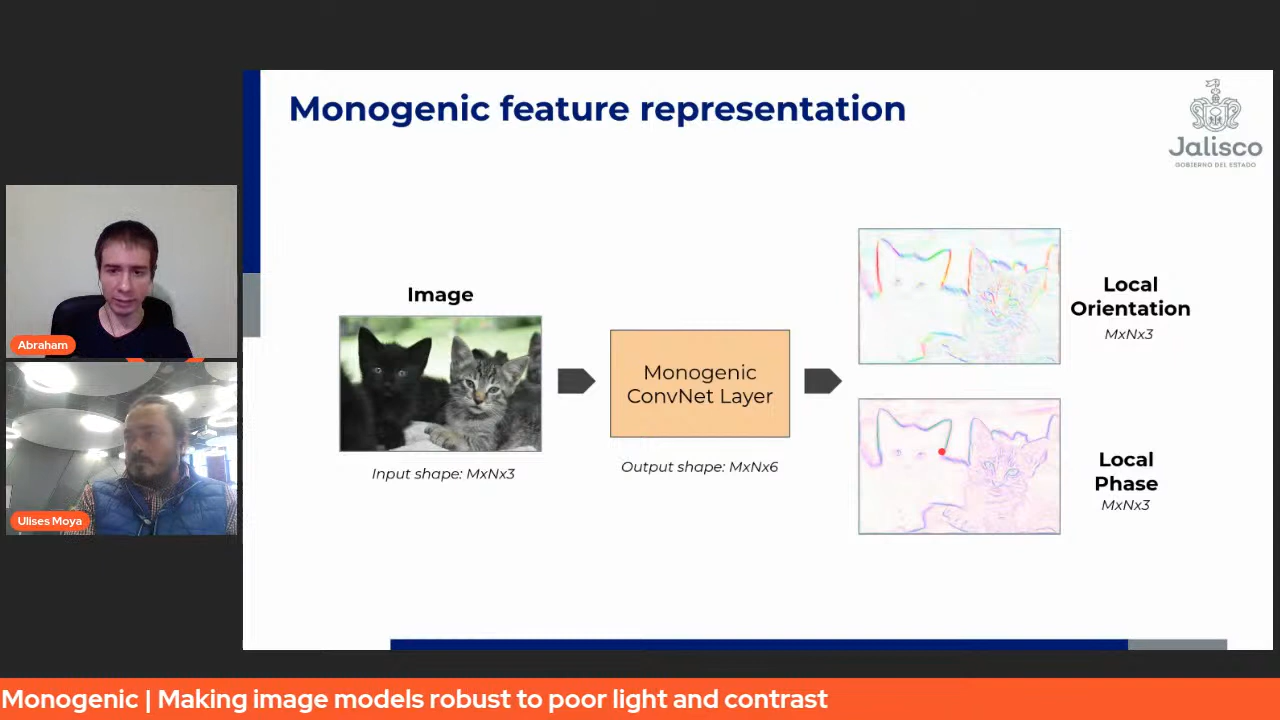 Monogenic feature representation
Jalisco
GOBIERNO DEL ESTADO
Abraham
Ulises Moya
Image
Input shape: MxNx3
Monogenic
ConvNet Layer
Output shape: MxNx6
Local
Orientation
MxNx3
Local
Phase
MxNx3
Monogenic | Making image models robust to poor light and contrast